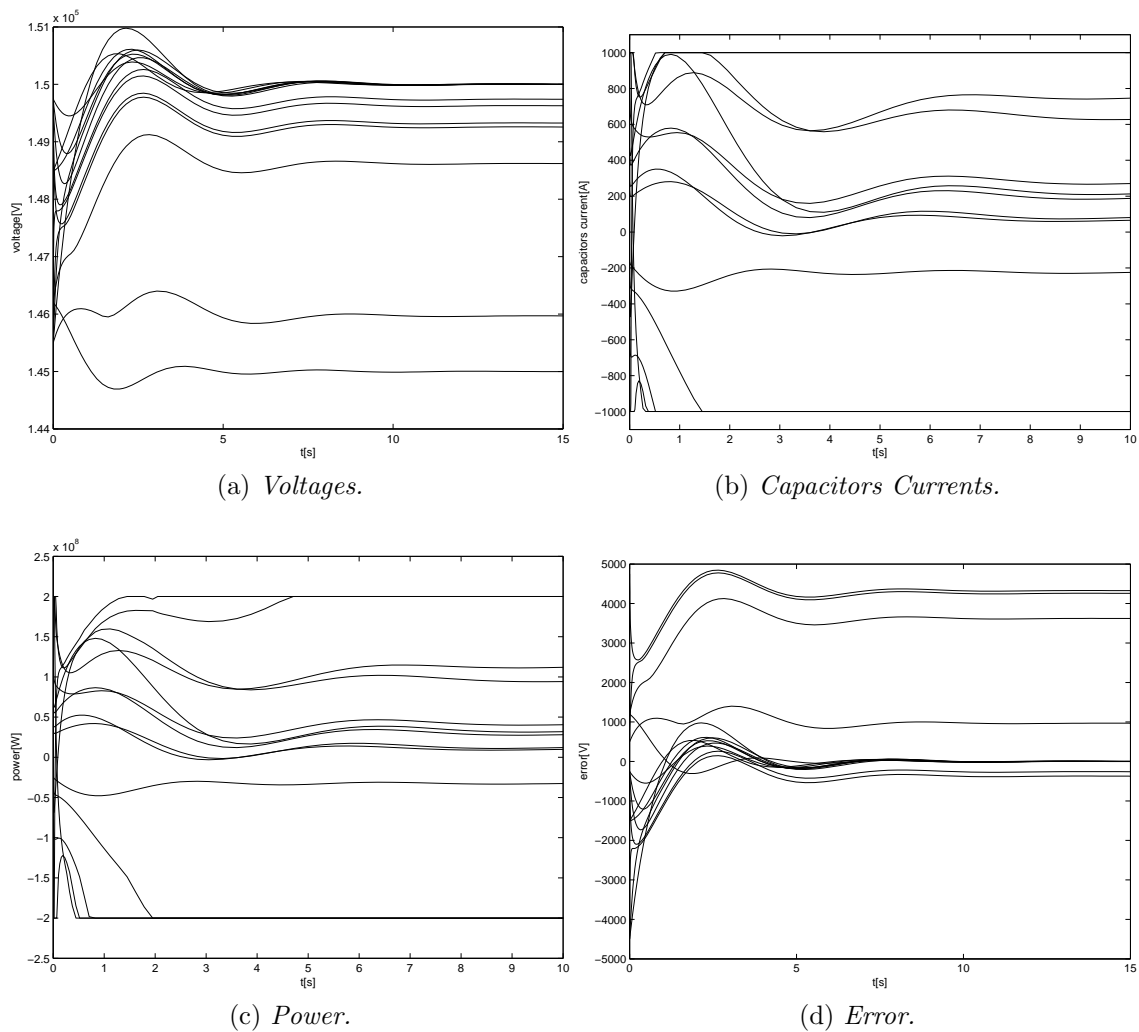 x 10^5
1.51
1.5
1.49
1.48
1.47
1.46
1.45
1.44
voltage[V]
0 5 10 15
t[s]
(a) Voltages.
1000
800
600
400
200
0
−200
−400
−600
−800
−1000
capacitors current[A]
0 1 2 3 4 5 6 7 8 9 10
t[s]
(b) Capacitors Currents.
x 10^8
2.5
2
1.5
1
0.5
0
−0.5
−1
−1.5
−2
−2.5
power[W]
0 1 2 3 4 5 6 7 8 9 10
t[s]
(c) Power.
5000
4000
3000
2000
1000
0
−1000
−2000
−3000
−4000
−5000
error[V]
0 5 10 15
t[s]
(d) Error.